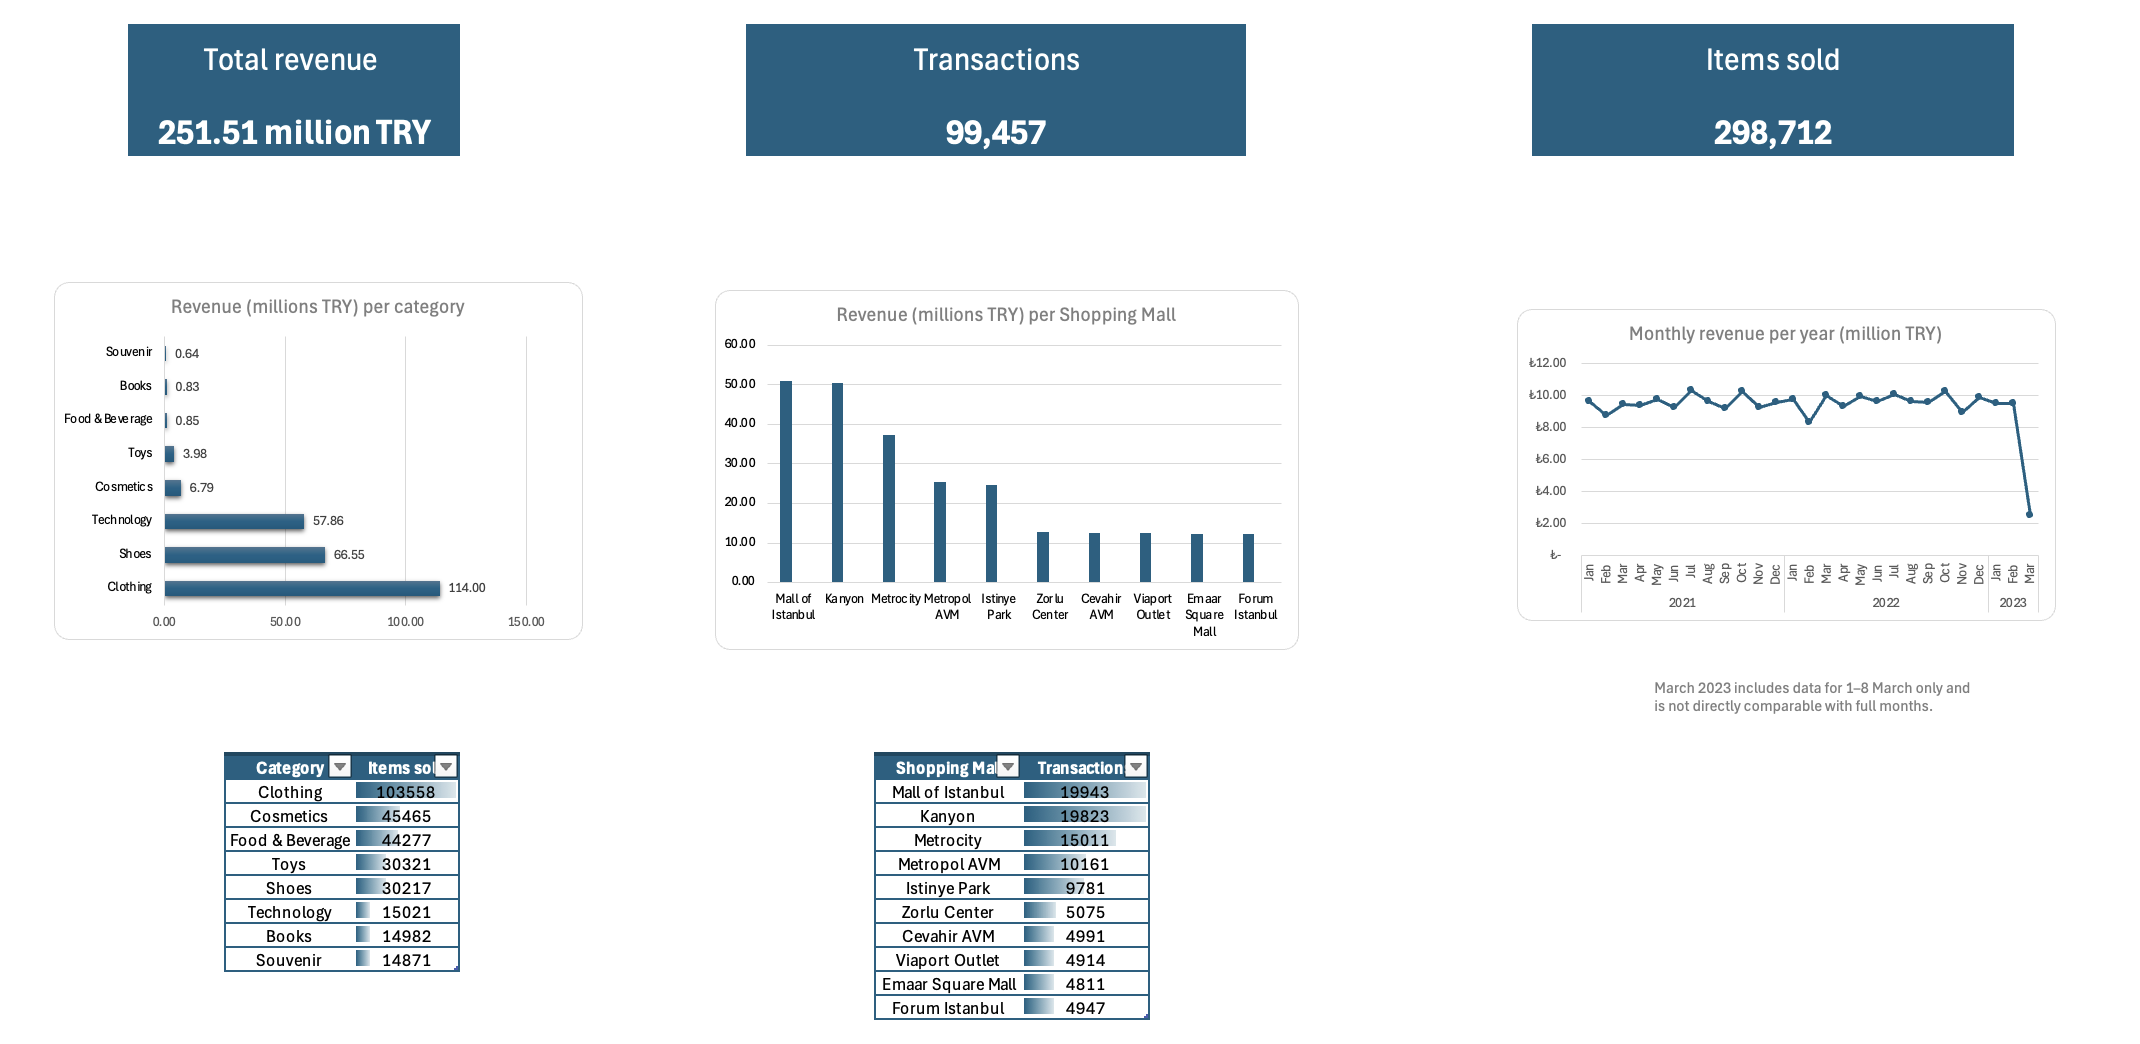 Total revenue
251.51 million TRY
Transactions
99,457
Items sold
298,712
Revenue (millions TRY) per category
Souvenir 0.64
Books 0.83
Food & Beverage 0.85
Toys 3.98
Cosmetics 6.79
Technology 57.86
Shoes 66.55
Clothing 114.00
0.00 50.00 100.00 150.00
Revenue (millions TRY) per Shopping Mall
60.00
50.00
40.00
30.00
20.00
10.00
0.00
Mall of Istanbul
Kanyon
Metrocity
Metropol AVM
Istinye Park
Zorlu Center
Cevahir AVM
Viaport Outlet
Emaar Square Mall
Forum Istanbul
Monthly revenue per year (million TRY)
₺12.00
₺10.00
₺8.00
₺6.00
₺4.00
₺2.00
₺-
Jan Feb Mar Apr May Jun Jul Aug Sep Oct Nov Dec Jan Feb Mar Apr May Jun Jul Aug Sep Oct Nov Dec Jan Feb Mar
2021 2022 2023
March 2023 includes data for 1–8 March only and
is not directly comparable with full months.
Category Items sol
Clothing 103558
Cosmetics 45465
Food & Beverage 44277
Toys 30321
Shoes 30217
Technology 15021
Books 14982
Souvenir 14871
Shopping Mal Transaction
Mall of Istanbul 19943
Kanyon 19823
Metrocity 15011
Metropol AVM 10161
Istinye Park 9781
Zorlu Center 5075
Cevahir AVM 4991
Viaport Outlet 4914
Emaar Square Mall 4811
Forum Istanbul 4947